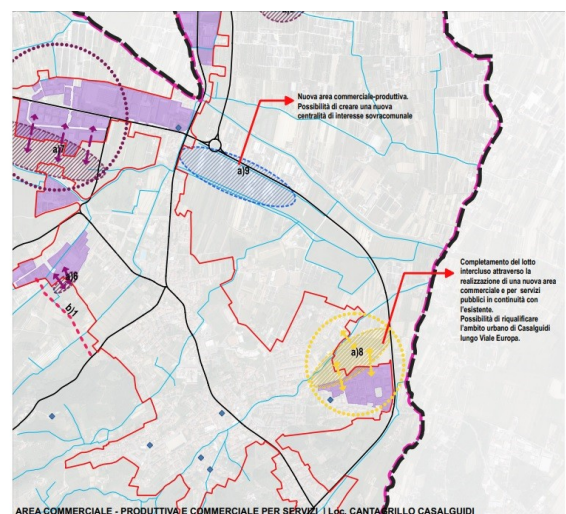 Nuova area commerciale-produttiva.
Possibilità di creare una nuova
centralità di interesse sovracomunale
a)7
a)9
a)6
b)1
Completamento del lotto
intercluso attraverso la
realizzazione di una nuova area
commerciale e per servizi
pubblici in continuità con
l'esistente.
Possibilità di riqualificare
l'ambito urbano di Casalguidi
lungo Viale Europa.
a)8
AREA COMMERCIALE - PRODUTTIVA E COMMERCIALE PER SERVIZI | Loc. CANTAGRILLO CASALGUIDI